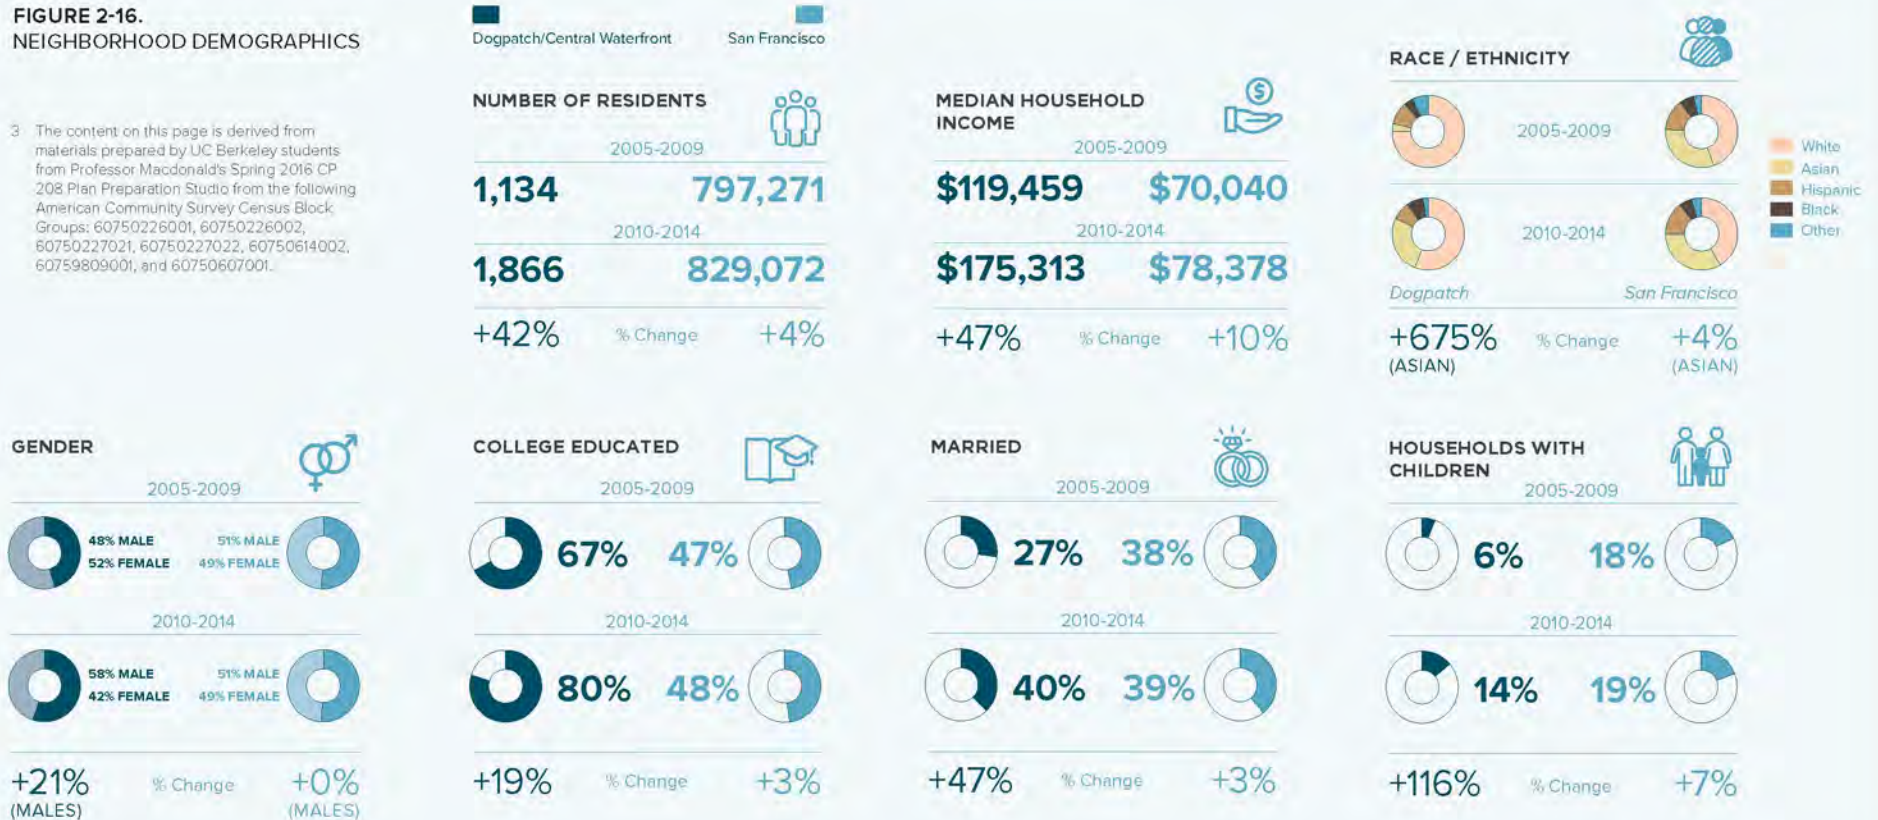 FIGURE 2-16.
NEIGHBORHOOD DEMOGRAPHICS
3 The content on this page is derived from
materials prepared by UC Berkeley students
from Professor Macdonald's Spring 2016 CP
208 Plan Preparation Studio from the following
American Community Survey Census Block
Groups: 60750226001, 60750226002,
60750227021, 60750227022, 60750614002,
60759809001, and 60750607001.
Dogpatch/Central Waterfront San Francisco
NUMBER OF RESIDENTS
2005-2009
1,134 797,271
2010-2014
1,866 829,072
+42% % Change +4%
MEDIAN HOUSEHOLD
INCOME
2005-2009
$119,459 $70,040
2010-2014
$175,313 $78,378
+47% % Change +10%
RACE / ETHNICITY
2005-2009
2010-2014
Dogpatch San Francisco
+675% % Change +4%
(ASIAN) (ASIAN)
White
Asian
Hispanic
Black
Other
GENDER
2005-2009
48% MALE 51% MALE
52% FEMALE 49% FEMALE
2010-2014
58% MALE 51% MALE
42% FEMALE 49% FEMALE
+21% % Change +0%
(MALES) (MALES)
COLLEGE EDUCATED
2005-2009
67% 47%
2010-2014
80% 48%
+19% % Change +3%
MARRIED
2005-2009
27% 38%
2010-2014
40% 39%
+47% % Change +3%
HOUSEHOLDS WITH
CHILDREN
2005-2009
6% 18%
2010-2014
14% 19%
+116% % Change +7%